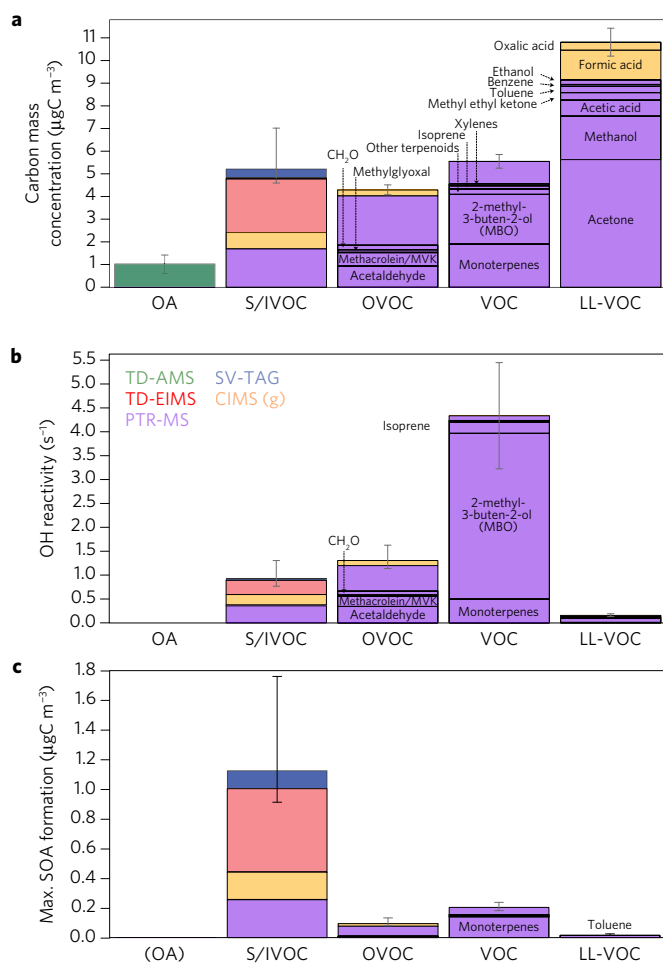 a
Carbon mass
concentration (μgC m⁻³)
11
10
9
8
7
6
5
4
3
2
1
0
Oxalic acid
Formic acid
Ethanol
Benzene
Toluene
Methyl ethyl ketone
Acetic acid
Methanol
Acetone
Xylenes
Isoprene
Other terpenoids
CH₂O
Methylglyoxal
2-methyl-
3-buten-2-ol
(MBO)
Methacrolein/MVK
Monoterpenes
Acetaldehyde
OA S/IVOC OVOC VOC LL-VOC
b
OH reactivity (s⁻¹)
5.5
5.0
4.5
4.0
3.5
3.0
2.5
2.0
1.5
1.0
0.5
0.0
TD-AMS SV-TAG
TD-EIMS CIMS (g)
PTR-MS
Isoprene
2-methyl-
3-buten-2-ol
(MBO)
CH₂O
Methacrolein/MVK
Acetaldehyde
Monoterpenes
OA S/IVOC OVOC VOC LL-VOC
c
Max. SOA formation (μgC m⁻³)
1.8
1.6
1.4
1.2
1.0
0.8
0.6
0.4
0.2
0.0
Monoterpenes
Toluene
(OA) S/IVOC OVOC VOC LL-VOC